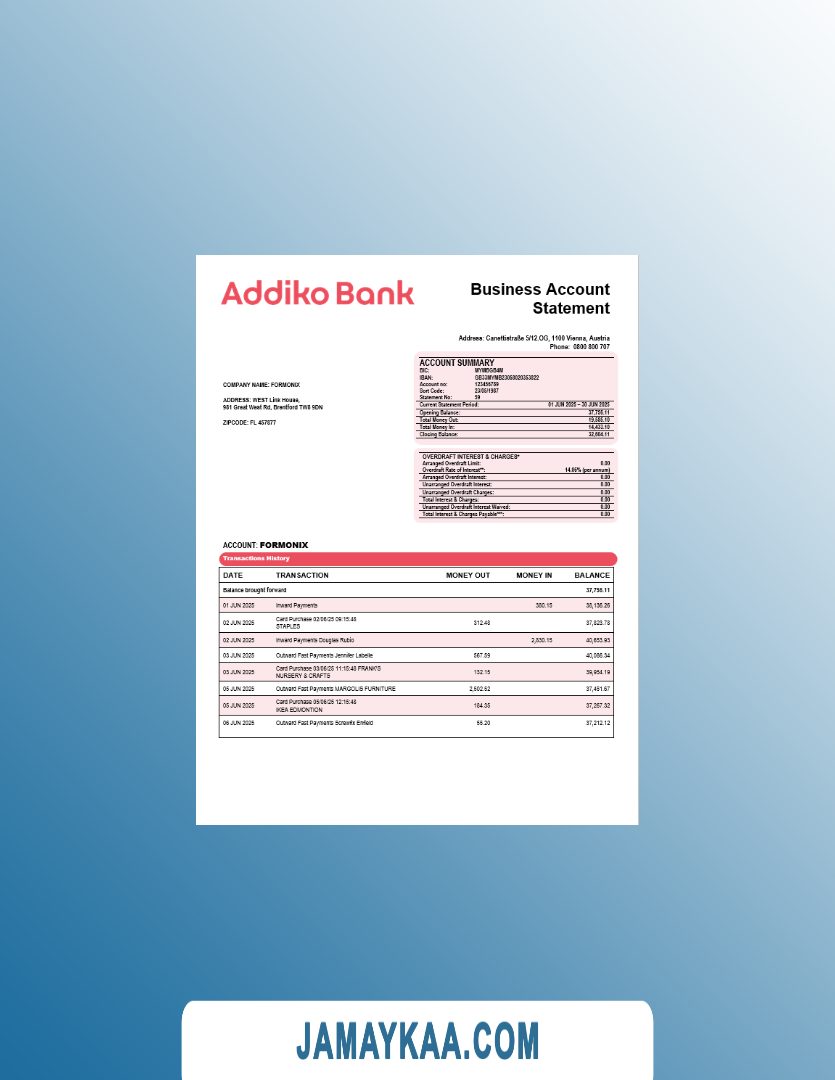 Addiko Bank
Business Account
Statement
Address: Canettistraße 5/12.OG, 1100 Vienna, Austria
Phone: 0800 800 707
COMPANY NAME: FORMONIX
ADDRESS: WEST Link House,
981 Great West Rd, Brentford TW8 9DN
ZIPCODE: FL 457877
ACCOUNT SUMMARY
BIC: MYMBGB4M
IBAN: GB33MYMB23058020353822
Account no: 123456789
Sort Code: 23/05/1987
Statement No: 59
Current Statement Period: 01 JUN 2025 – 30 JUN 2025
Opening Balance: 37,756.11
Total Money Out: 19,585.10
Total Money In: 14,433.10
Closing Balance: 32,604.11
OVERDRAFT INTEREST & CHARGES*
Arranged Overdraft Limit: 0.00
Overdraft Rate of Interest**: 14.06% (per annum)
Arranged Overdraft Interest: 0.00
Unarranged Overdraft Interest: 0.00
Unarranged Overdraft Charges: 0.00
Total Interest & Charges: 0.00
Unarranged Overdraft Interest Waived: 0.00
Total Interest & Charges Payable***: 0.00
ACCOUNT: FORMONIX
Transactions History
DATE TRANSACTION MONEY OUT MONEY IN BALANCE
Balance brought forward 37,756.11
01 JUN 2025 Inward Payments 380.15 38,136.26
02 JUN 2025 Card Purchase 02/06/25 09:15:48 312.48 37,823.78
STAPLES
02 JUN 2025 Inward Payments Douglas Rubio 2,830.15 40,653.93
03 JUN 2025 Outward Fast Payments Jennifer Labelle 567.59 40,086.34
03 JUN 2025 Card Purchase 03/06/25 11:15:48 FRANK'S 132.15 39,954.19
NURSERY & CRAFTS
05 JUN 2025 Outward Fast Payments MARGOLIS FURNITURE 2,502.52 37,451.67
05 JUN 2025 Card Purchase 05/06/25 12:15:48 184.35 37,267.32
IKEA EDMONTION
06 JUN 2025 Outward Fast Payments Screwfix Enfield 55.20 37,212.12
JAMAYKAA.COM